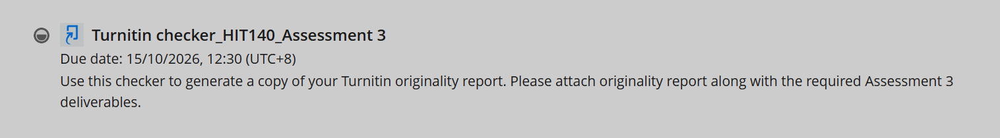 Turnitin checker_HIT140_Assessment 3
Due date: 15/10/2026, 12:30 (UTC+8)
Use this checker to generate a copy of your Turnitin originality report. Please attach originality report along with the required Assessment 3
deliverables.